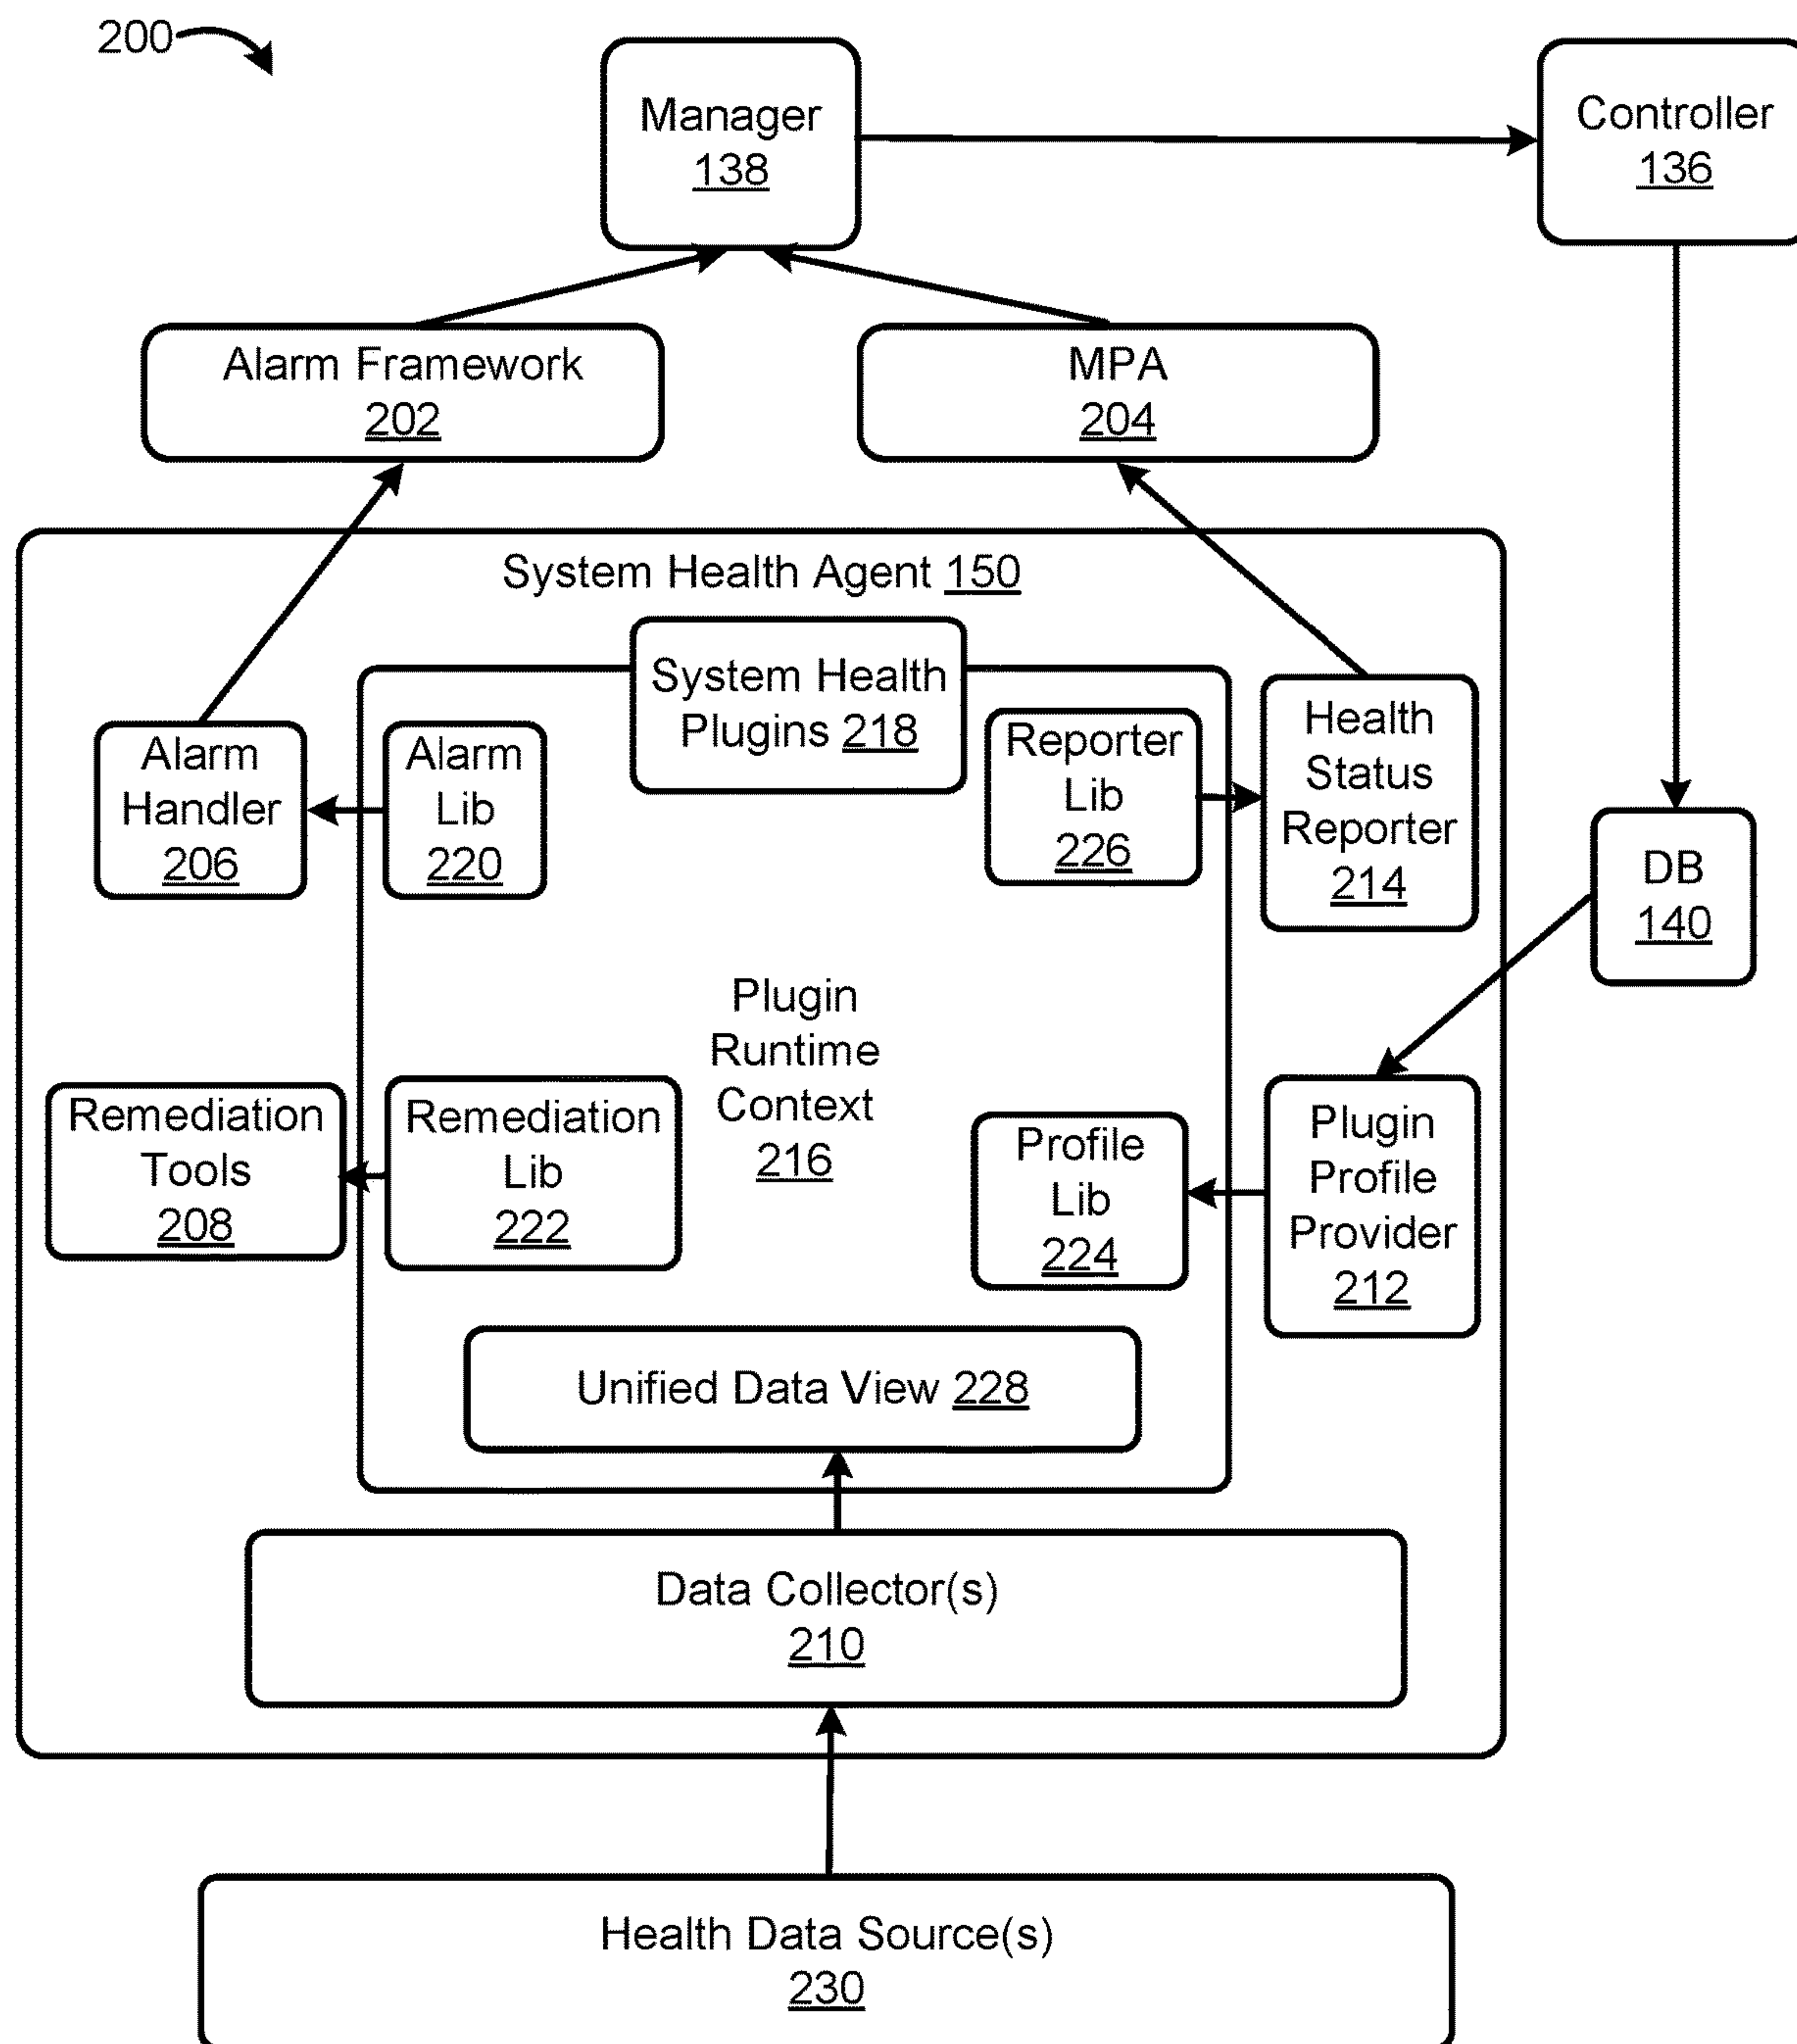 200
Manager
138
Controller
136
Alarm Framework
202
MPA
204
System Health Agent 150
System Health
Plugins 218
Alarm
Handler
206
Alarm
Lib
220
Reporter
Lib
226
Health
Status
Reporter
214
DB
140
Plugin
Runtime
Context
216
Remediation
Tools
208
Remediation
Lib
222
Profile
Lib
224
Plugin
Profile
Provider
212
Unified Data View 228
Data Collector(s)
210
Health Data Source(s)
230